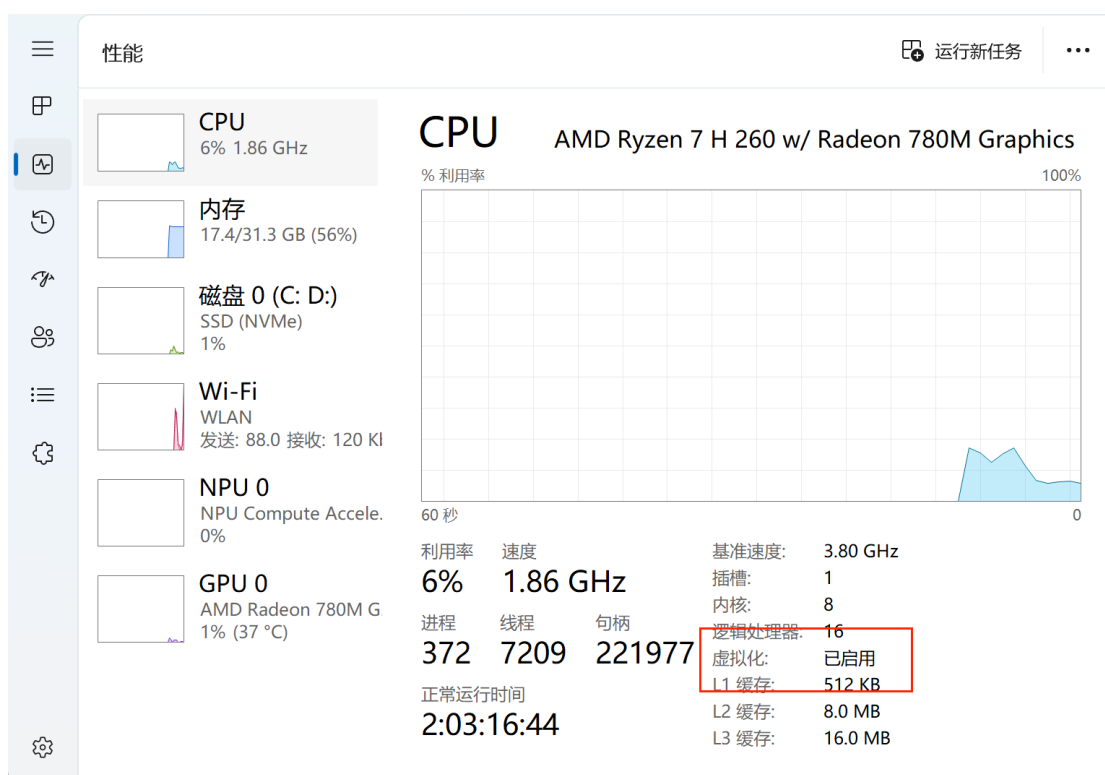 性能
运行新任务
CPU
6% 1.86 GHz
内存
17.4/31.3 GB (56%)
磁盘 0 (C: D:)
SSD (NVMe)
1%
Wi-Fi
WLAN
发送: 88.0 接收: 120 Kl
NPU 0
NPU Compute Accele.
0%
GPU 0
AMD Radeon 780M G
1% (37 °C)
CPU
AMD Ryzen 7 H 260 w/ Radeon 780M Graphics
% 利用率
100%
60 秒
0
利用率 速度
6% 1.86 GHz
进程 线程 句柄
372 7209 221977
正常运行时间
2:03:16:44
基准速度: 3.80 GHz
插槽: 1
内核: 8
逻辑处理器: 16
虚拟化: 已启用
L1 缓存: 512 KB
L2 缓存: 8.0 MB
L3 缓存: 16.0 MB